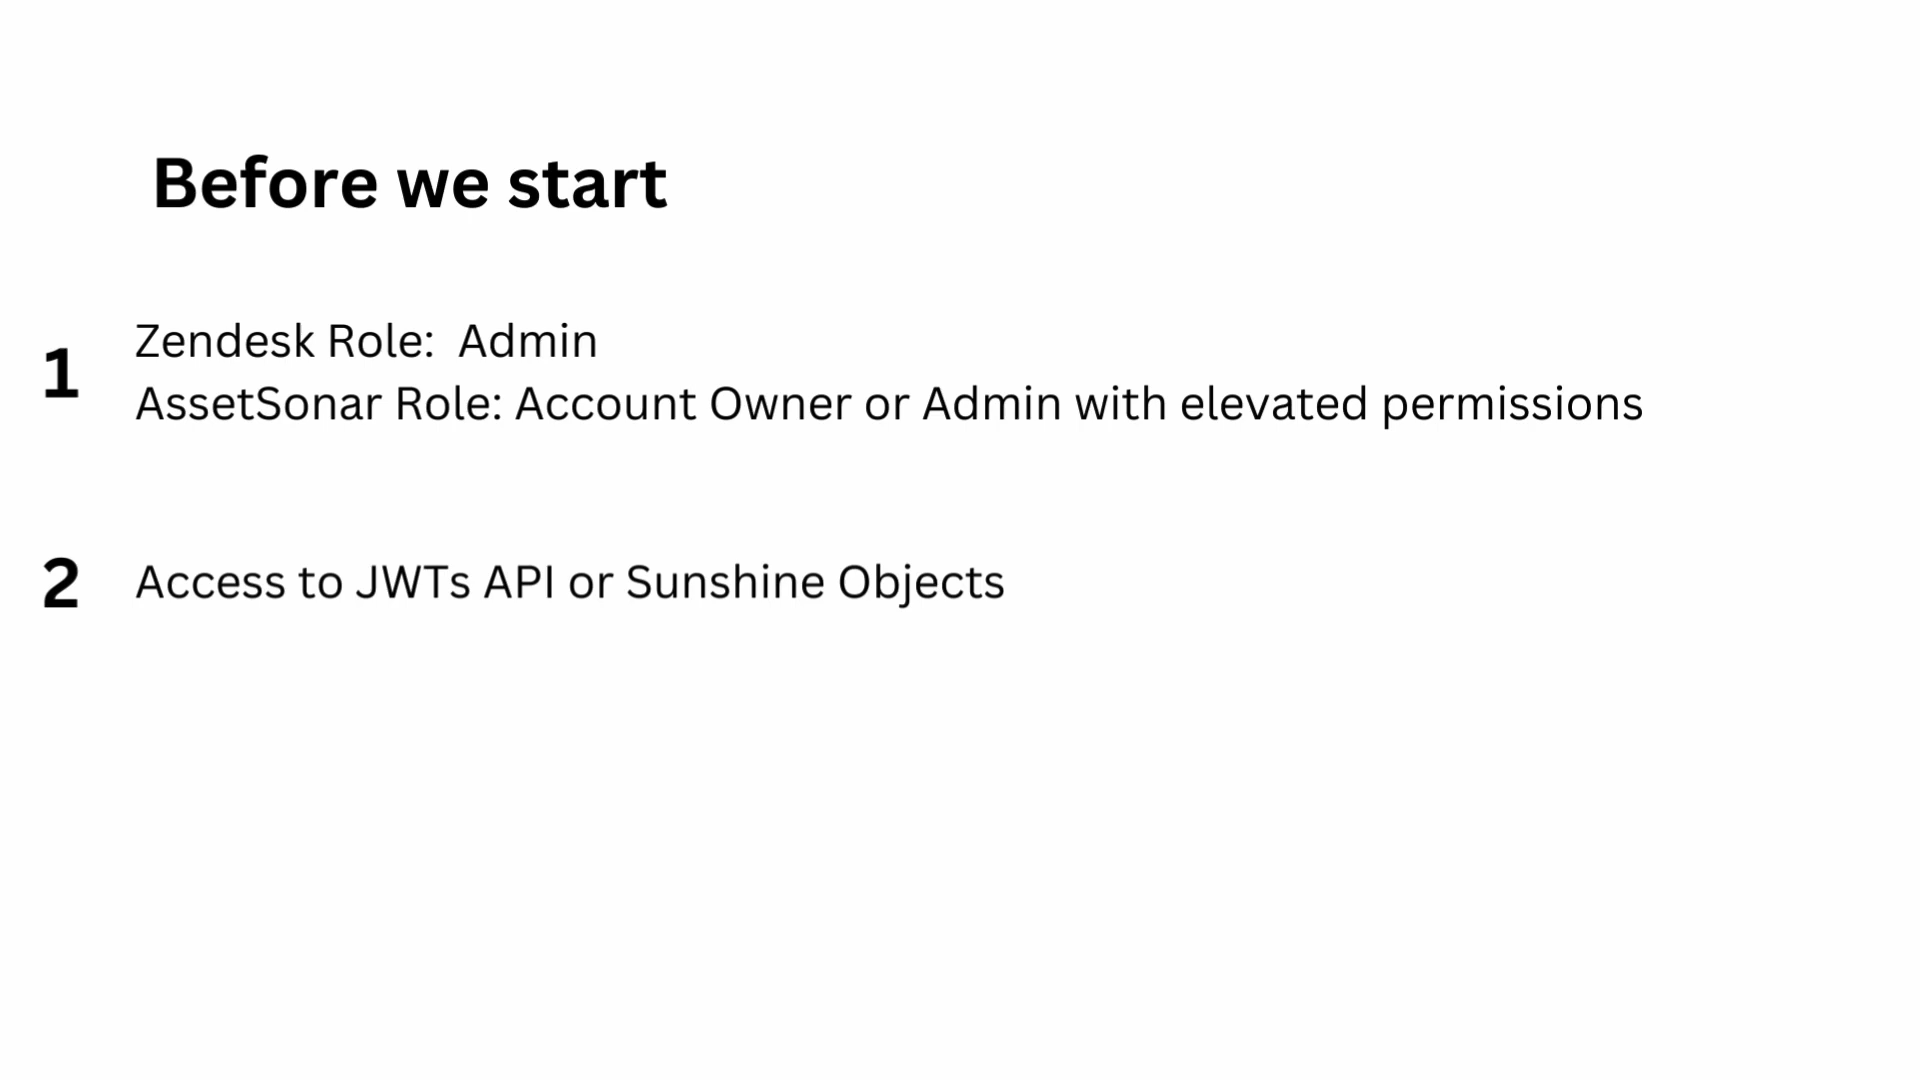 Before we start
1
Zendesk Role:  Admin
AssetSonar Role: Account Owner or Admin with elevated permissions
2
Access to JWTs API or Sunshine Objects